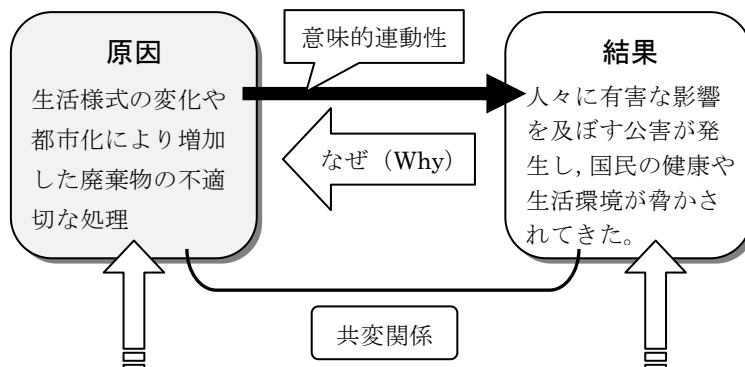 意味的連動性
原因
生活様式の変化や
都市化により増加
した廃棄物の不適
切な処理
なぜ（Why）
結果
人々に有害な影響
を及ぼす公害が発
生し,国民の健康や
生活環境が脅かさ
れてきた。
共変関係